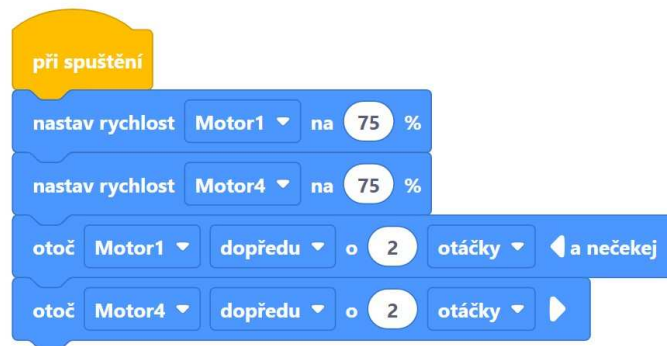 při spuštění
nastav rychlost Motor1 na 75 %
nastav rychlost Motor4 na 75 %
otoč Motor1 dopředu o 2 otáčky a nečekej
otoč Motor4 dopředu o 2 otáčky